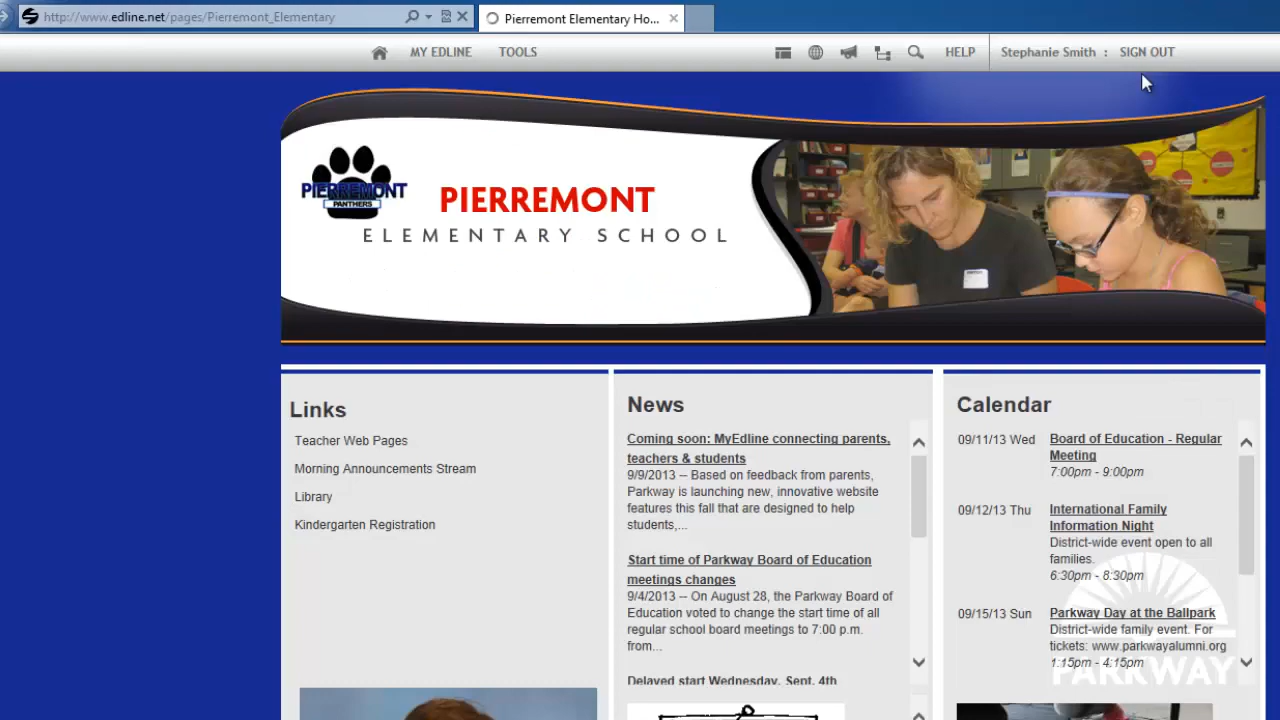 http://www.edline.net/pages/Pierremont_Elementary
Pierremont Elementary Ho...
MY EDLINE
TOOLS
HELP
Stephanie Smith : SIGN OUT
PIERREMONT
PANTHERS
PIERREMONT
ELEMENTARY SCHOOL
Links
Teacher Web Pages
Morning Announcements Stream
Library
Kindergarten Registration
News
Coming soon: MyEdline connecting parents,
teachers & students
9/9/2013 -- Based on feedback from parents,
Parkway is launching new, innovative website
features this fall that are designed to help
students,...
Start time of Parkway Board of Education
meetings changes
9/4/2013 -- On August 28, the Parkway Board of
Education voted to change the start time of all
regular school board meetings to 7:00 p.m.
from...
Delayed start Wednesday, Sept. 4th
Calendar
09/11/13 Wed
Board of Education - Regular
Meeting
7:00pm - 9:00pm
09/12/13 Thu
International Family
Information Night
District-wide event open to all
families.
6:30pm - 8:30pm
09/15/13 Sun
Parkway Day at the Ballpark
District-wide family event. For
tickets: www.parkwayalumni.org
1:15pm - 4:15pm
PARKWAY